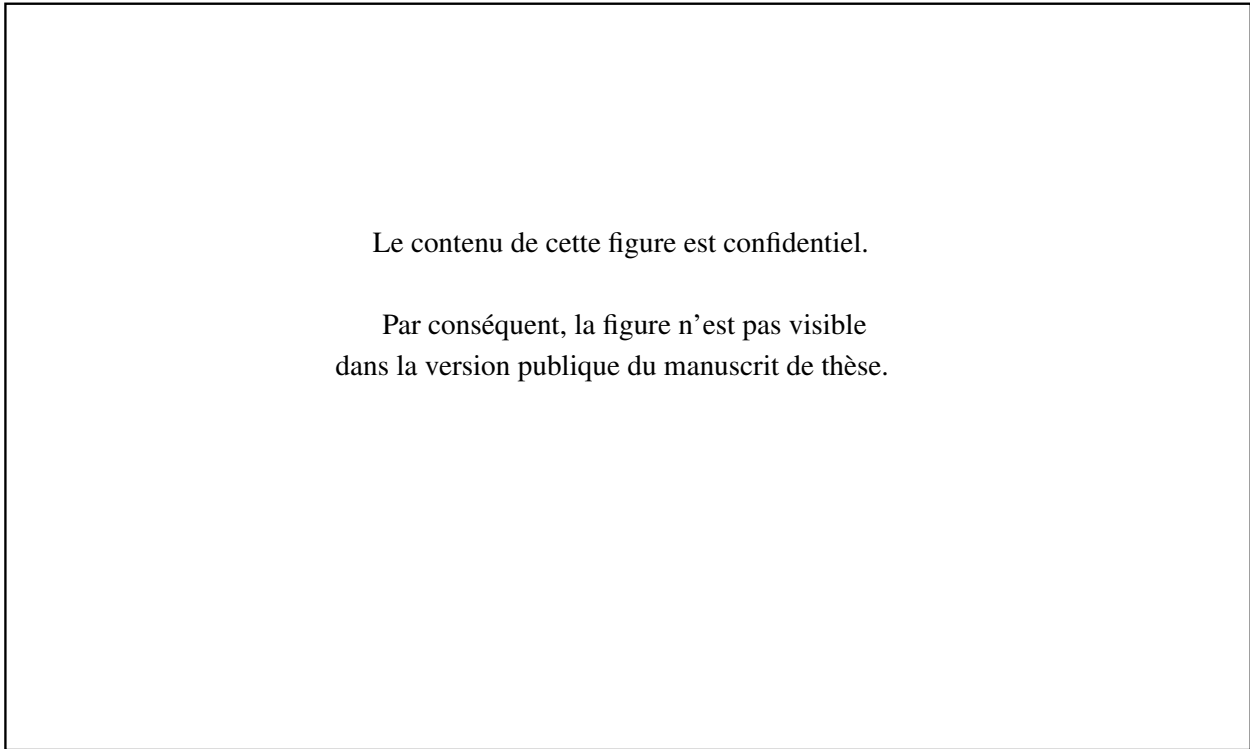 Le contenu de cette figure est confidentiel.
Par conséquent, la figure n'est pas visible
dans la version publique du manuscrit de thèse.